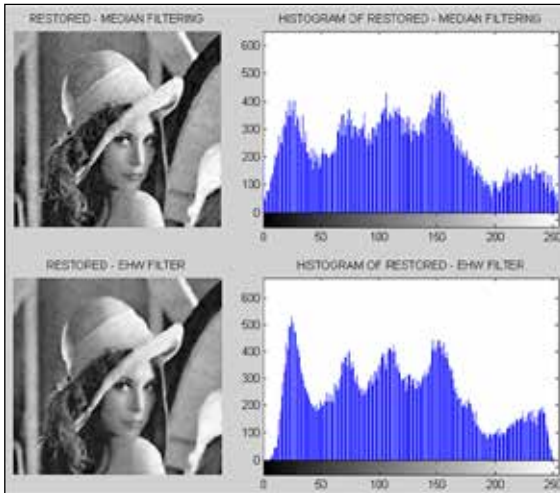 RESTORED - MEDIAN FILTERING
HISTOGRAM OF RESTORED - MEDIAN FILTERING
600
500
400
300
200
100
0
0 50 100 150 200 250
RESTORED - EHW FILTER
HISTOGRAM OF RESTORED - EHW FILTER
600
500
400
300
200
100
0
0 50 100 150 200 250